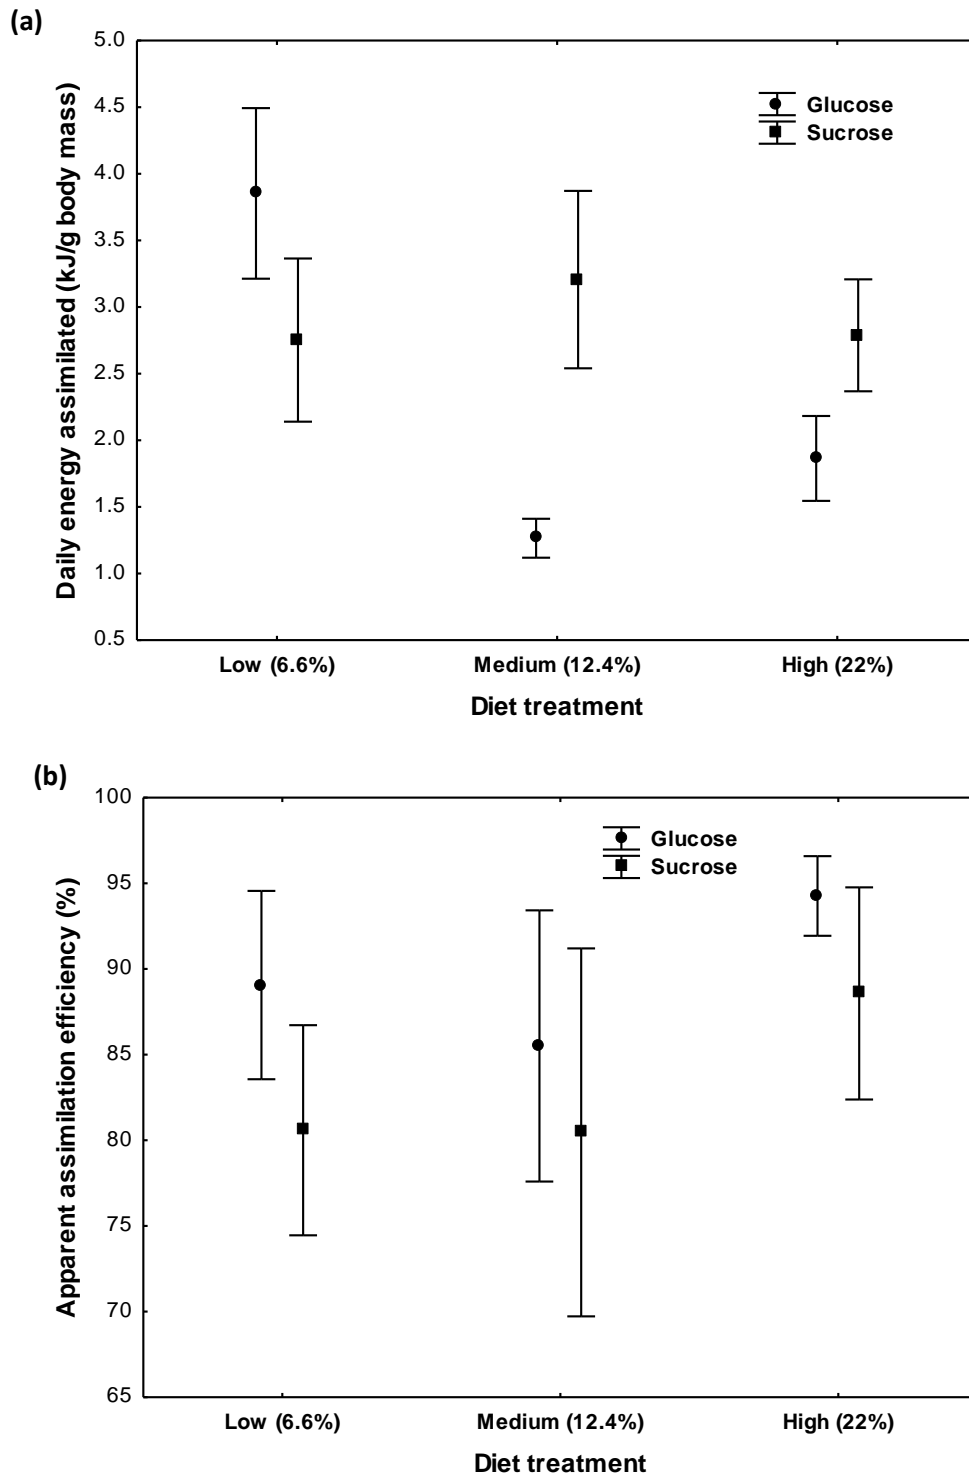 (a)
Daily energy assimilated (kJ/g body mass)
5.0
4.5
4.0
3.5
3.0
2.5
2.0
1.5
1.0
0.5
Glucose
Sucrose
Low (6.6%)
Medium (12.4%)
High (22%)
Diet treatment
(b)
Apparent assimilation efficiency (%)
100
95
90
85
80
75
70
65
Glucose
Sucrose
Low (6.6%)
Medium (12.4%)
High (22%)
Diet treatment